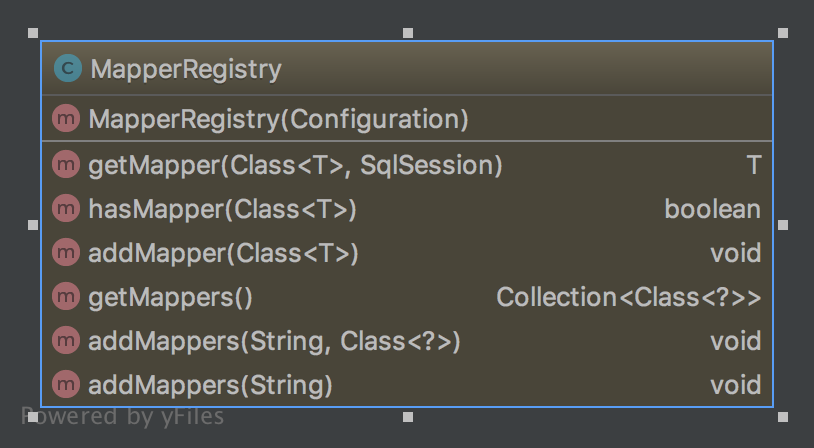 C MapperRegistry
m MapperRegistry(Configuration)
m getMapper(Class<T>, SqlSession) T
m hasMapper(Class<T>) boolean
m addMapper(Class<T>) void
m getMappers() Collection<Class<?>>
m addMappers(String, Class<?>) void
m addMappers(String) void
Powered by yFiles